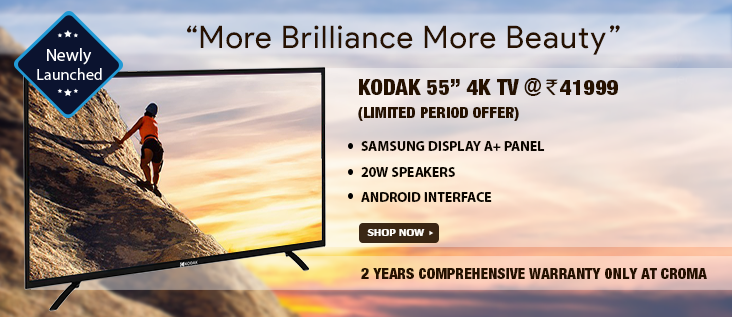 Newly
Launched
“More Brilliance More Beauty”
KODAK 55” 4K TV @ ₹41999
(LIMITED PERIOD OFFER)
• SAMSUNG DISPLAY A+ PANEL
• 20W SPEAKERS
• ANDROID INTERFACE
SHOP NOW
KODAK
2 YEARS COMPREHENSIVE WARRANTY ONLY AT CROMA